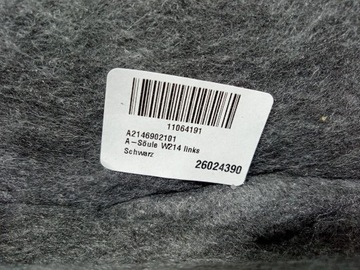 11064191
A2146902101
A-Säule W214 links
Schwarz
26024390